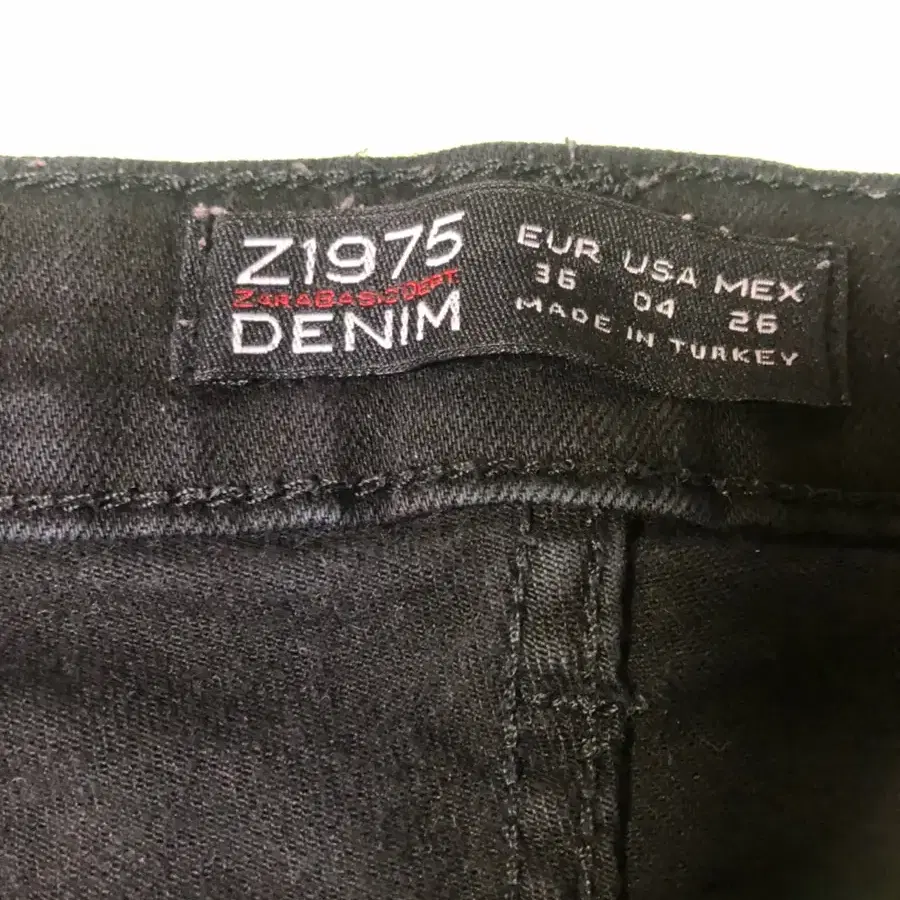 Z1975
ZARABASICDEPT
DENIM
EUR USA MEX
36 04 26
MADE IN TURKEY